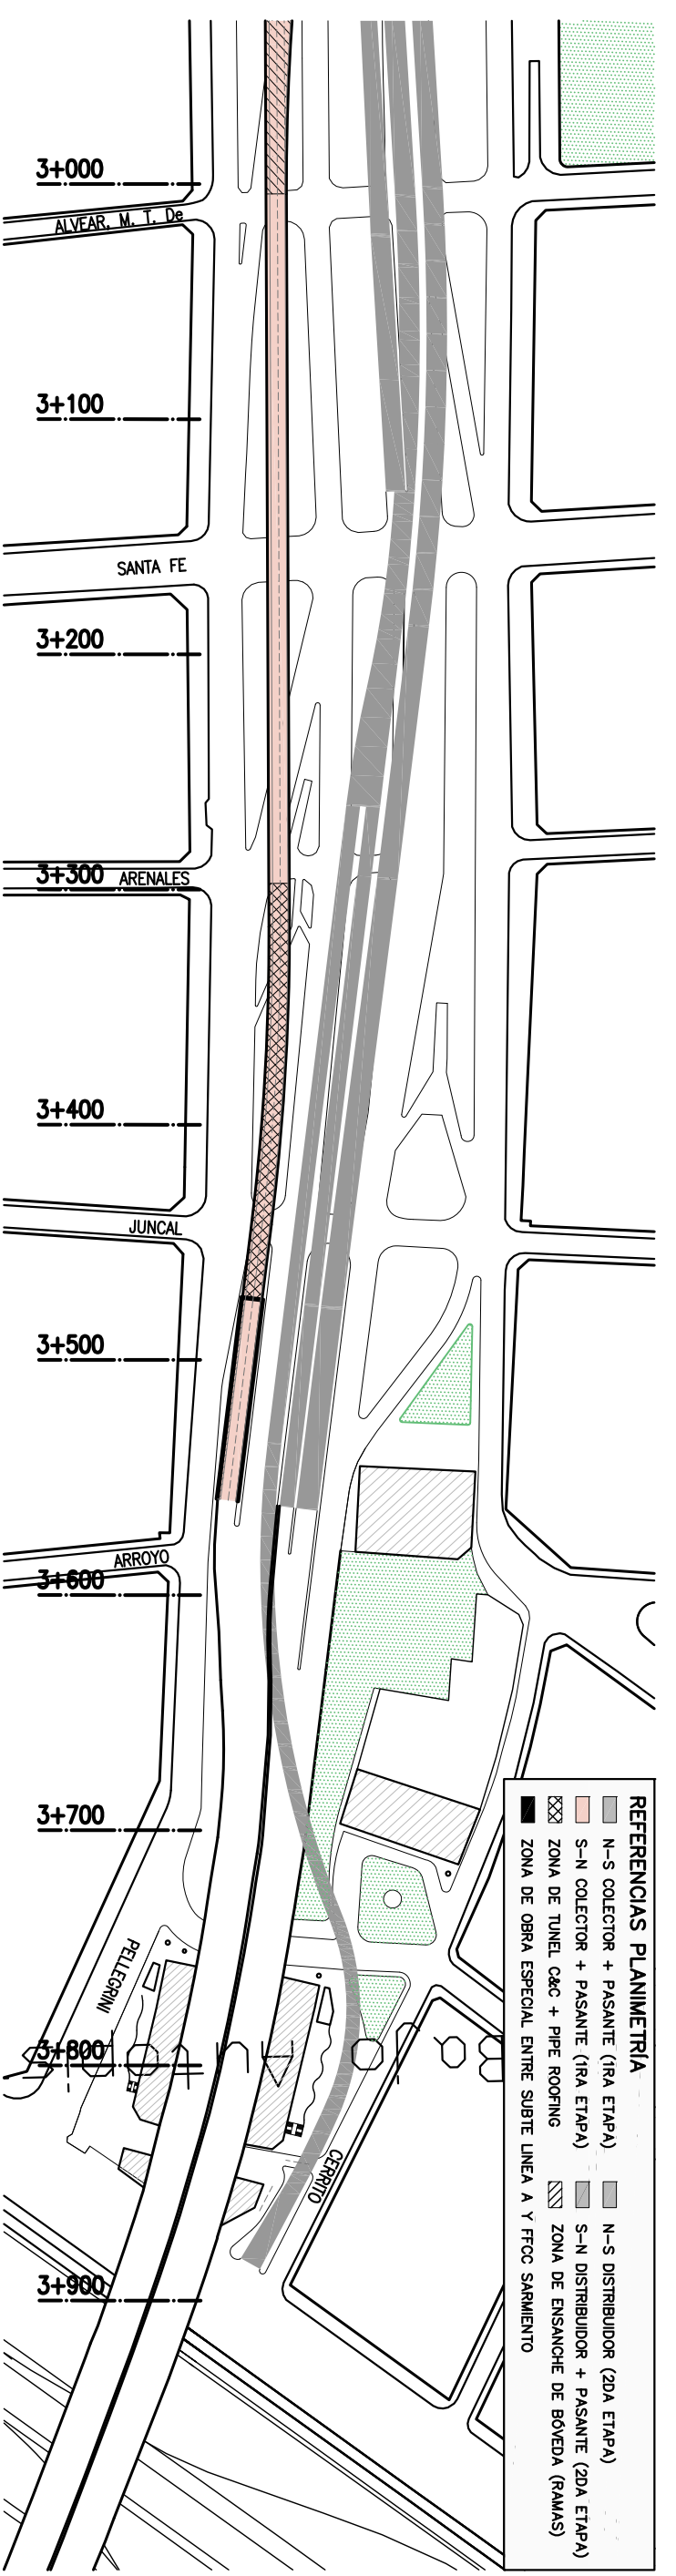 3+000
ALVEAR, M. T. De
3+100
SANTA FE
3+200
3+300
ARENALES
3+400
JUNCAL
3+500
ARROYO
3+600
3+700
PELLEGRINI
3+800
CERRITO
3+900
REFERENCIAS PLANIMETRÍA
N-S COLECTOR + PASANTE (1RA ETAPA)
N-S DISTRIBUIDOR (2DA ETAPA)
S-N COLECTOR + PASANTE (1RA ETAPA)
S-N DISTRIBUIDOR + PASANTE (2DA ETAPA)
ZONA DE TUNEL C&C + PIPE ROOFING
ZONA DE ENSANCHE DE BÓVEDA (RAMAS)
ZONA DE OBRA ESPECIAL ENTRE SUBTE LINEA A Y FFCC SARMIENTO